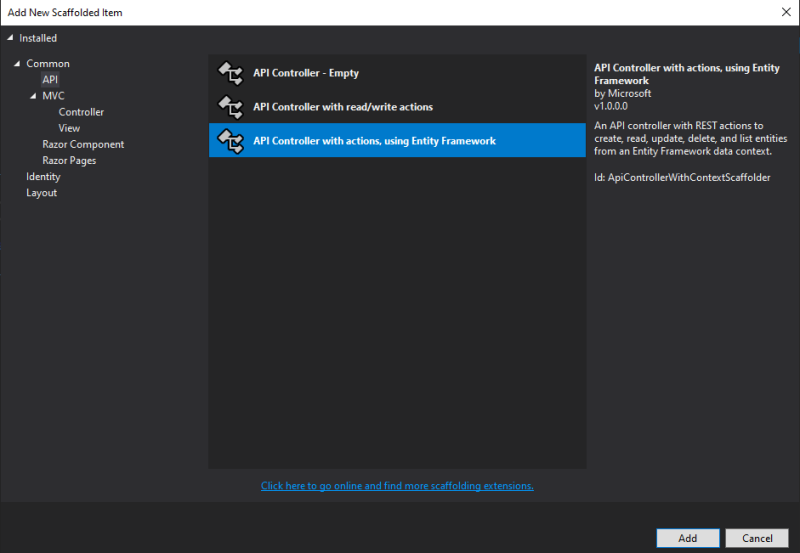 Add New Scaffolded Item
Installed
Common
API
MVC
Controller
View
Razor Component
Razor Pages
Identity
Layout
API Controller - Empty
API Controller with read/write actions
API Controller with actions, using Entity Framework
Click here to go online and find more scaffolding extensions.
API Controller with actions, using Entity
Framework
by Microsoft
v1.0.0.0
An API controller with REST actions to
create, read, update, delete, and list entities
from an Entity Framework data context.
Id: ApiControllerWithContextScaffolder
Add
Cancel